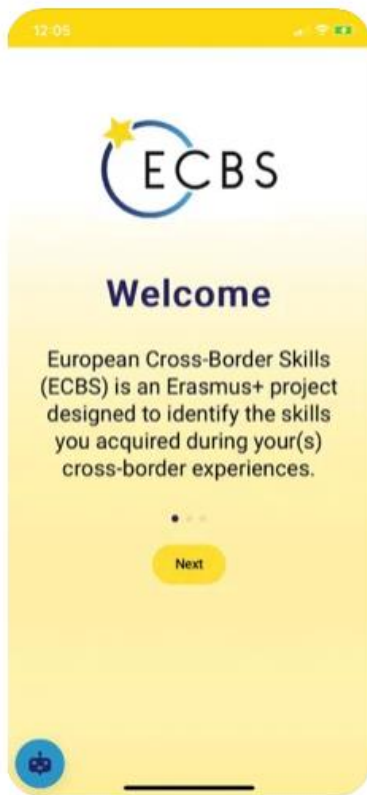 12:05
ECBS
Welcome
European Cross-Border Skills
(ECBS) is an Erasmus+ project
designed to identify the skills
you acquired during your(s)
cross-border experiences.
Next